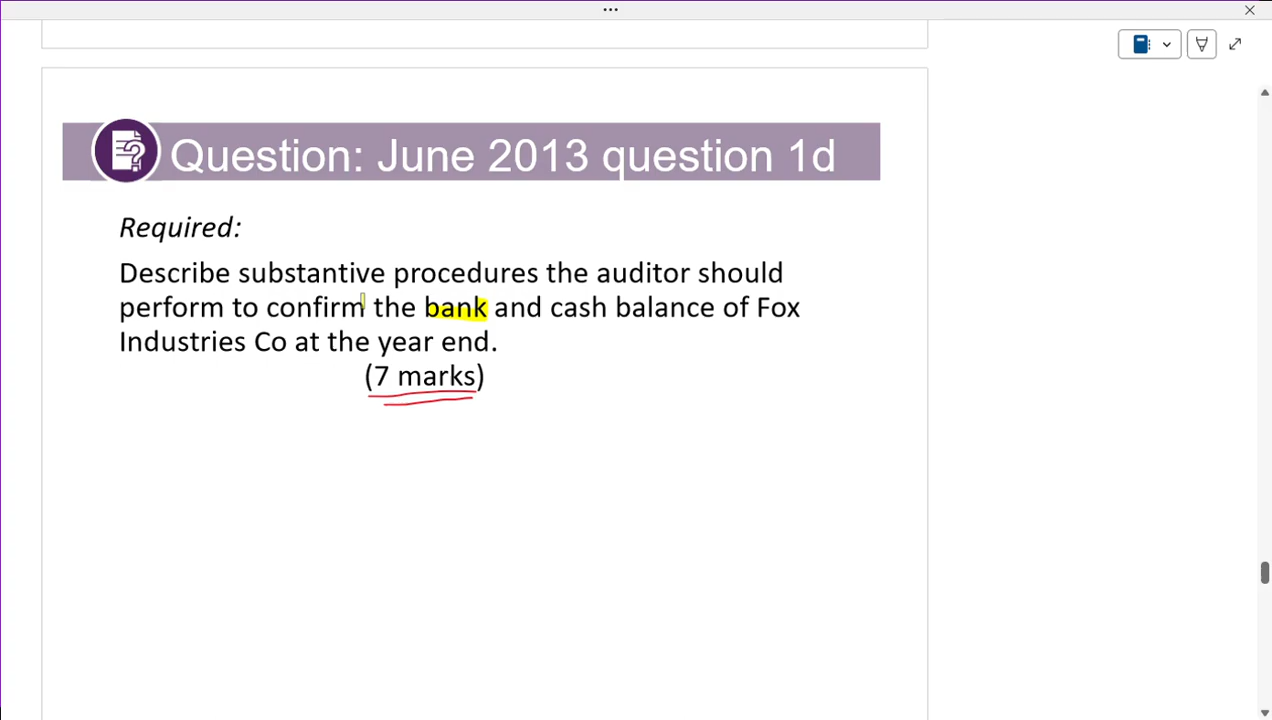 Question: June 2013 question 1d
Required:
Describe substantive procedures the auditor should
perform to confirm the bank and cash balance of Fox
Industries Co at the year end.
(7 marks)